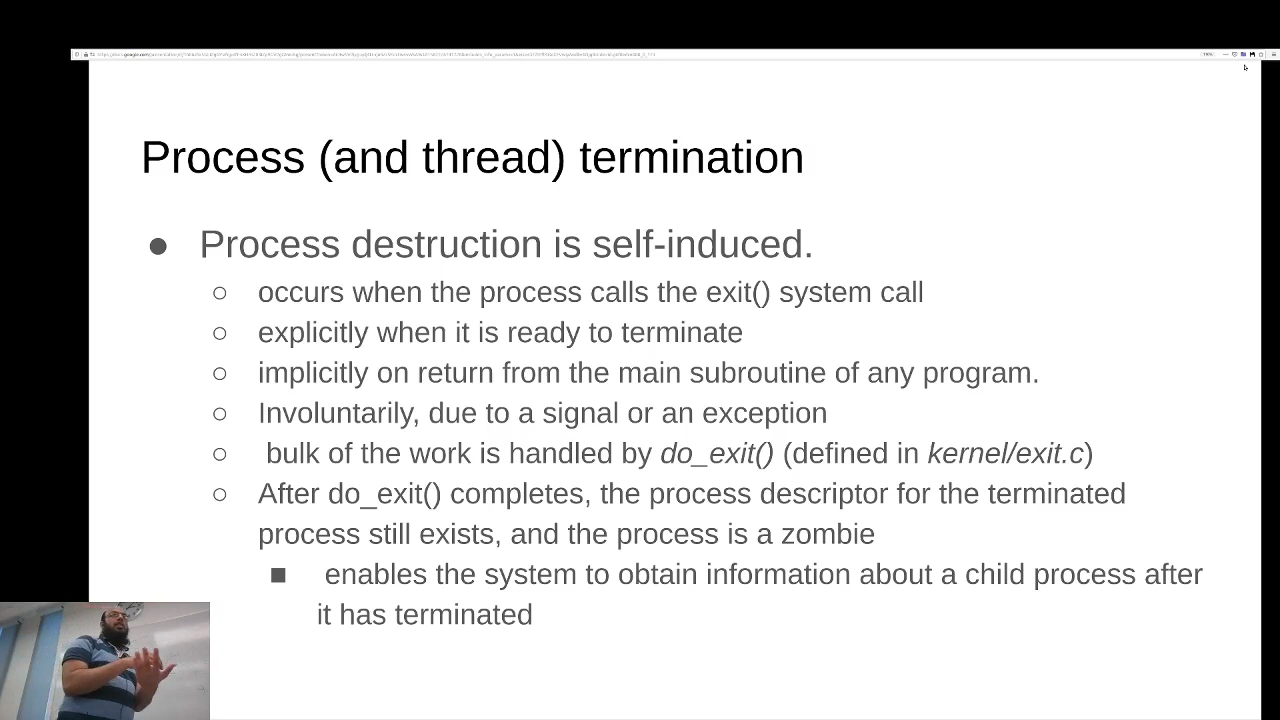 Process (and thread) termination
● Process destruction is self-induced.
○ occurs when the process calls the exit() system call
○ explicitly when it is ready to terminate
○ implicitly on return from the main subroutine of any program.
○ Involuntarily, due to a signal or an exception
○ bulk of the work is handled by do_exit() (defined in kernel/exit.c)
○ After do_exit() completes, the process descriptor for the terminated
process still exists, and the process is a zombie
■ enables the system to obtain information about a child process after
it has terminated